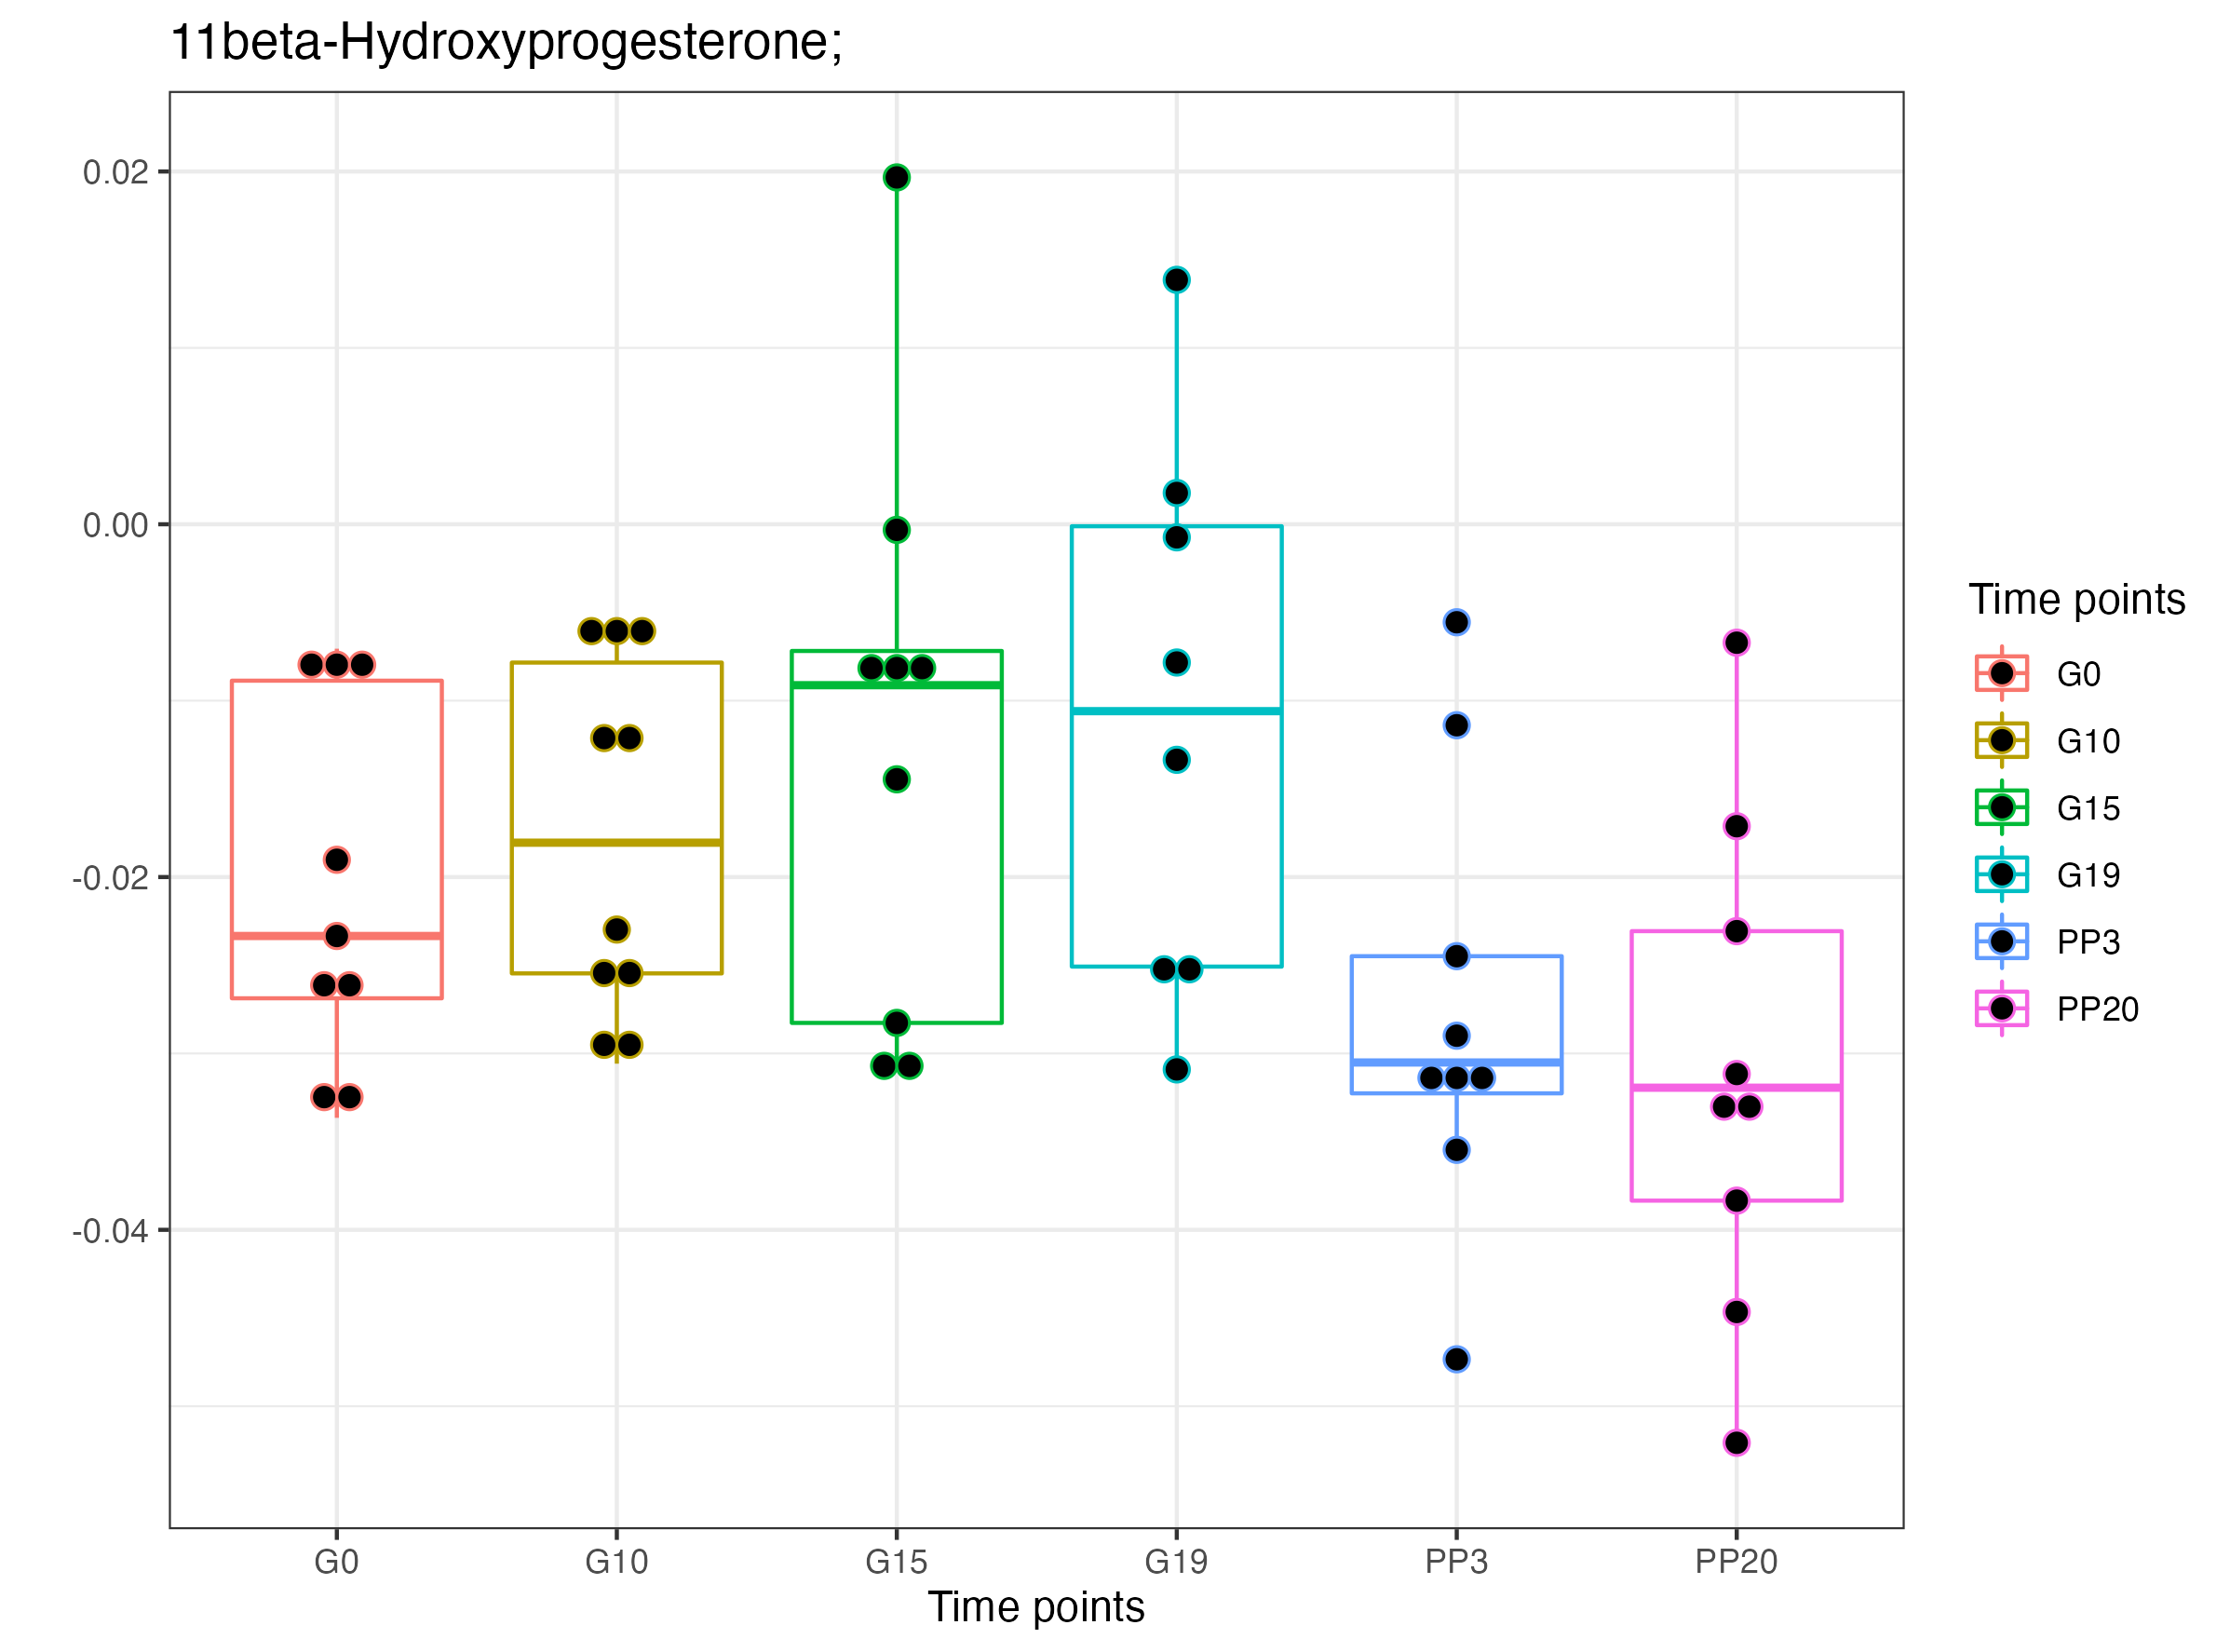 11beta-Hydroxyprogesterone;
0.02
0.00
-0.02
-0.04
G0 G10 G15 G19 PP3 PP20
Time points
Time points
G0
G10
G15
G19
PP3
PP20